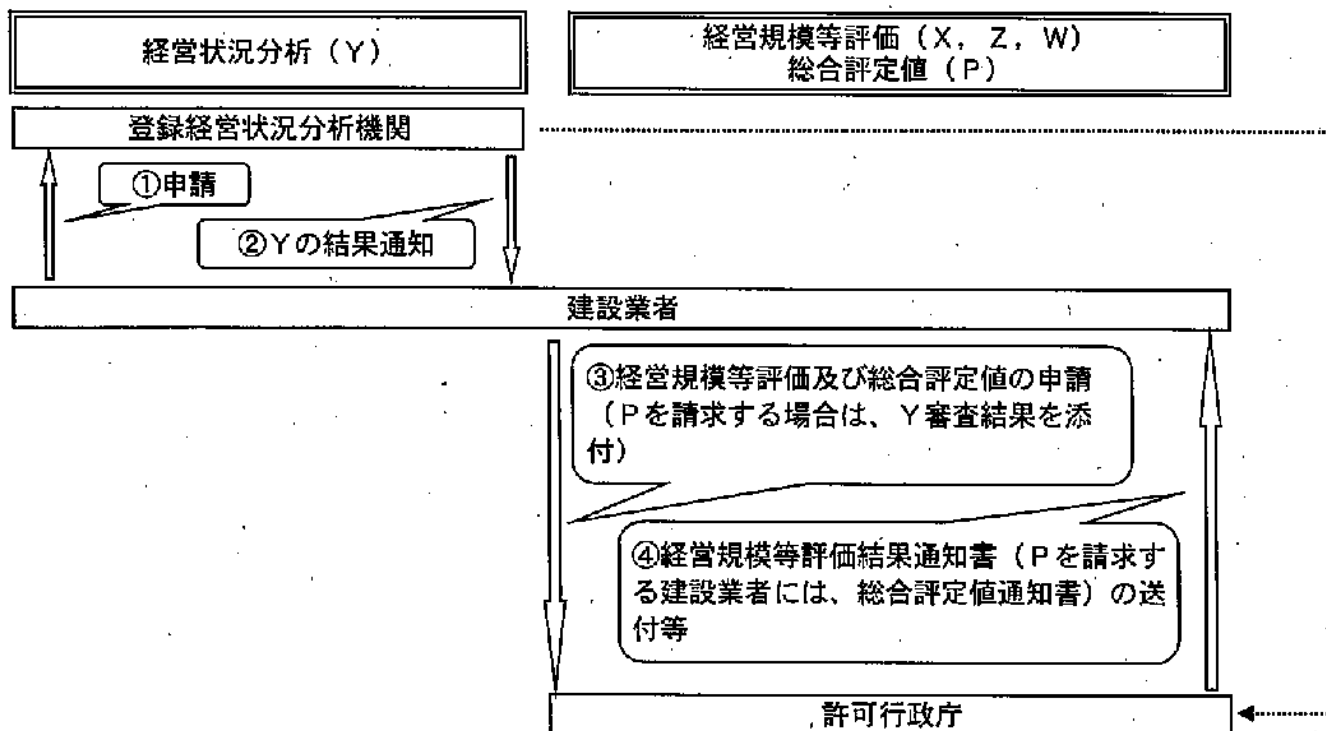 経営状況分析（Y）
経営規模等評価（X，Z，W）
総合評定値（P）
登録経営状況分析機関
①申請
②Yの結果通知
建設業者
③経営規模等評価及び総合評定値の申請
（Pを請求する場合は、Y審査結果を添
付）
④経営規模等評価結果通知書（Pを請求す
る建設業者には、総合評定値通知書）の送
付等
許可行政庁